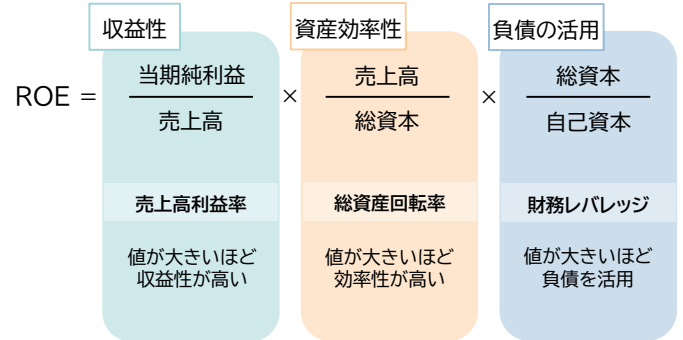 収益性
資産効率性
負債の活用
ROE = 当期純利益 / 売上高 × 売上高 / 総資本 × 総資本 / 自己資本
売上高利益率
総資産回転率
財務レバレッジ
値が大きいほど
収益性が高い
値が大きいほど
効率性が高い
値が大きいほど
負債を活用